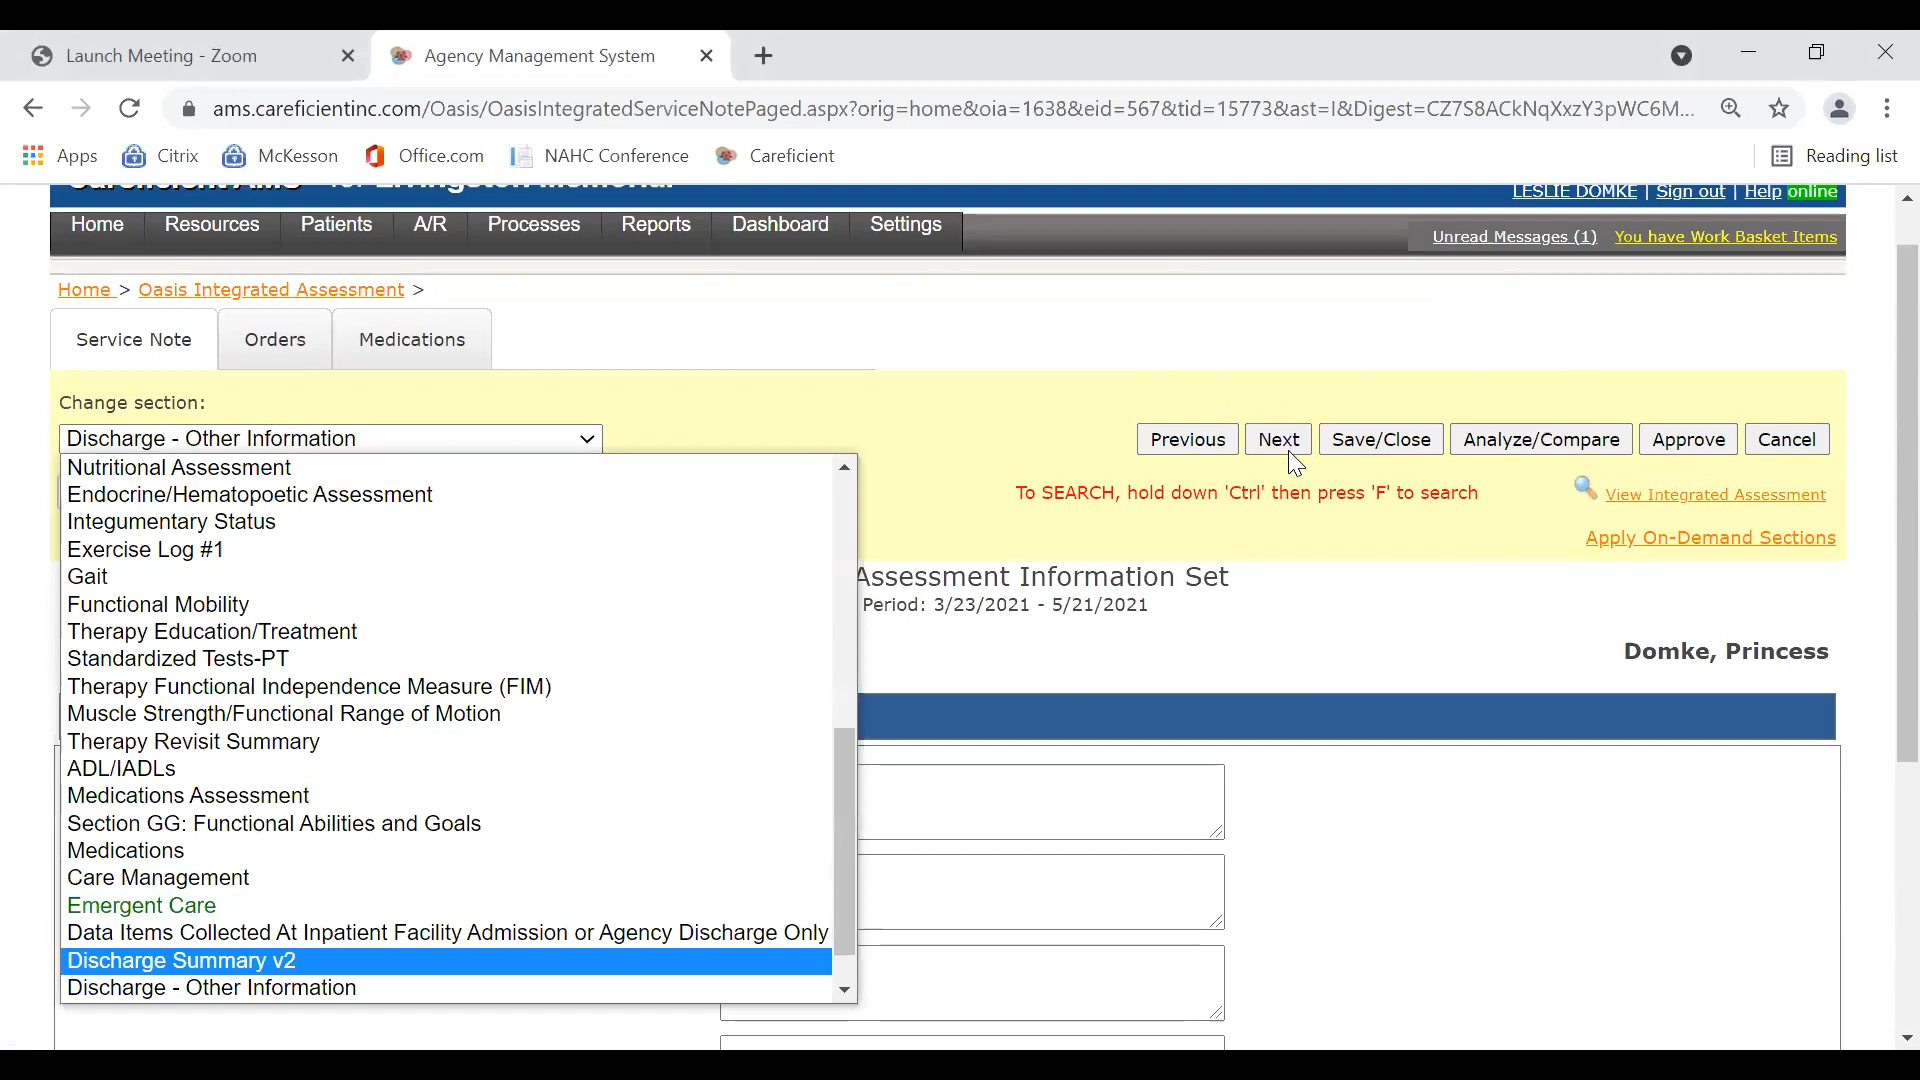 Launch Meeting - Zoom
Agency Management System
ams.careficientinc.com/Oasis/OasisIntegratedServiceNotePaged.aspx?orig=home&oia=1638&eid=567&tid=15773&ast=I&Digest=CZ7S8ACkNqXxzY3pWC6M...
Apps Citrix McKesson Office.com NAHC Conference Careficient Reading list
Careficient AMS for Livingston Memorial
LESLIE DOMKE | Sign out | Help online
Home Resources Patients A/R Processes Reports Dashboard Settings
Unread Messages (1) You have Work Basket Items
Home > Oasis Integrated Assessment >
Service Note Orders Medications
Change section:
Discharge - Other Information
Previous Next Save/Close Analyze/Compare Approve Cancel
To SEARCH, hold down 'Ctrl' then press 'F' to search
View Integrated Assessment
Apply On-Demand Sections
Nutritional Assessment
Endocrine/Hematopoetic Assessment
Integumentary Status
Exercise Log #1
Gait
Functional Mobility
Therapy Education/Treatment
Standardized Tests-PT
Therapy Functional Independence Measure (FIM)
Muscle Strength/Functional Range of Motion
Therapy Revisit Summary
ADL/IADLs
Medications Assessment
Section GG: Functional Abilities and Goals
Medications
Care Management
Emergent Care
Data Items Collected At Inpatient Facility Admission or Agency Discharge Only
Discharge Summary v2
Discharge - Other Information
Assessment Information Set
Period: 3/23/2021 - 5/21/2021
Domke, Princess